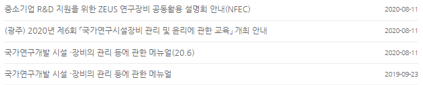 중소기업 R&D 지원을 위한 ZEUS 연구장비 공동활용 설명회 안내(NFEC) 2020-08-11
(광주) 2020년 제6회 「국가연구시설장비 관리 및 윤리에 관한 교육」 개최 안내 2020-08-11
국가연구개발 시설 ·장비의 관리 등에 관한 메뉴얼(20.6) 2020-08-11
국가연구개발 시설 ·장비의 관리 등에 관한 메뉴얼 2019-09-23